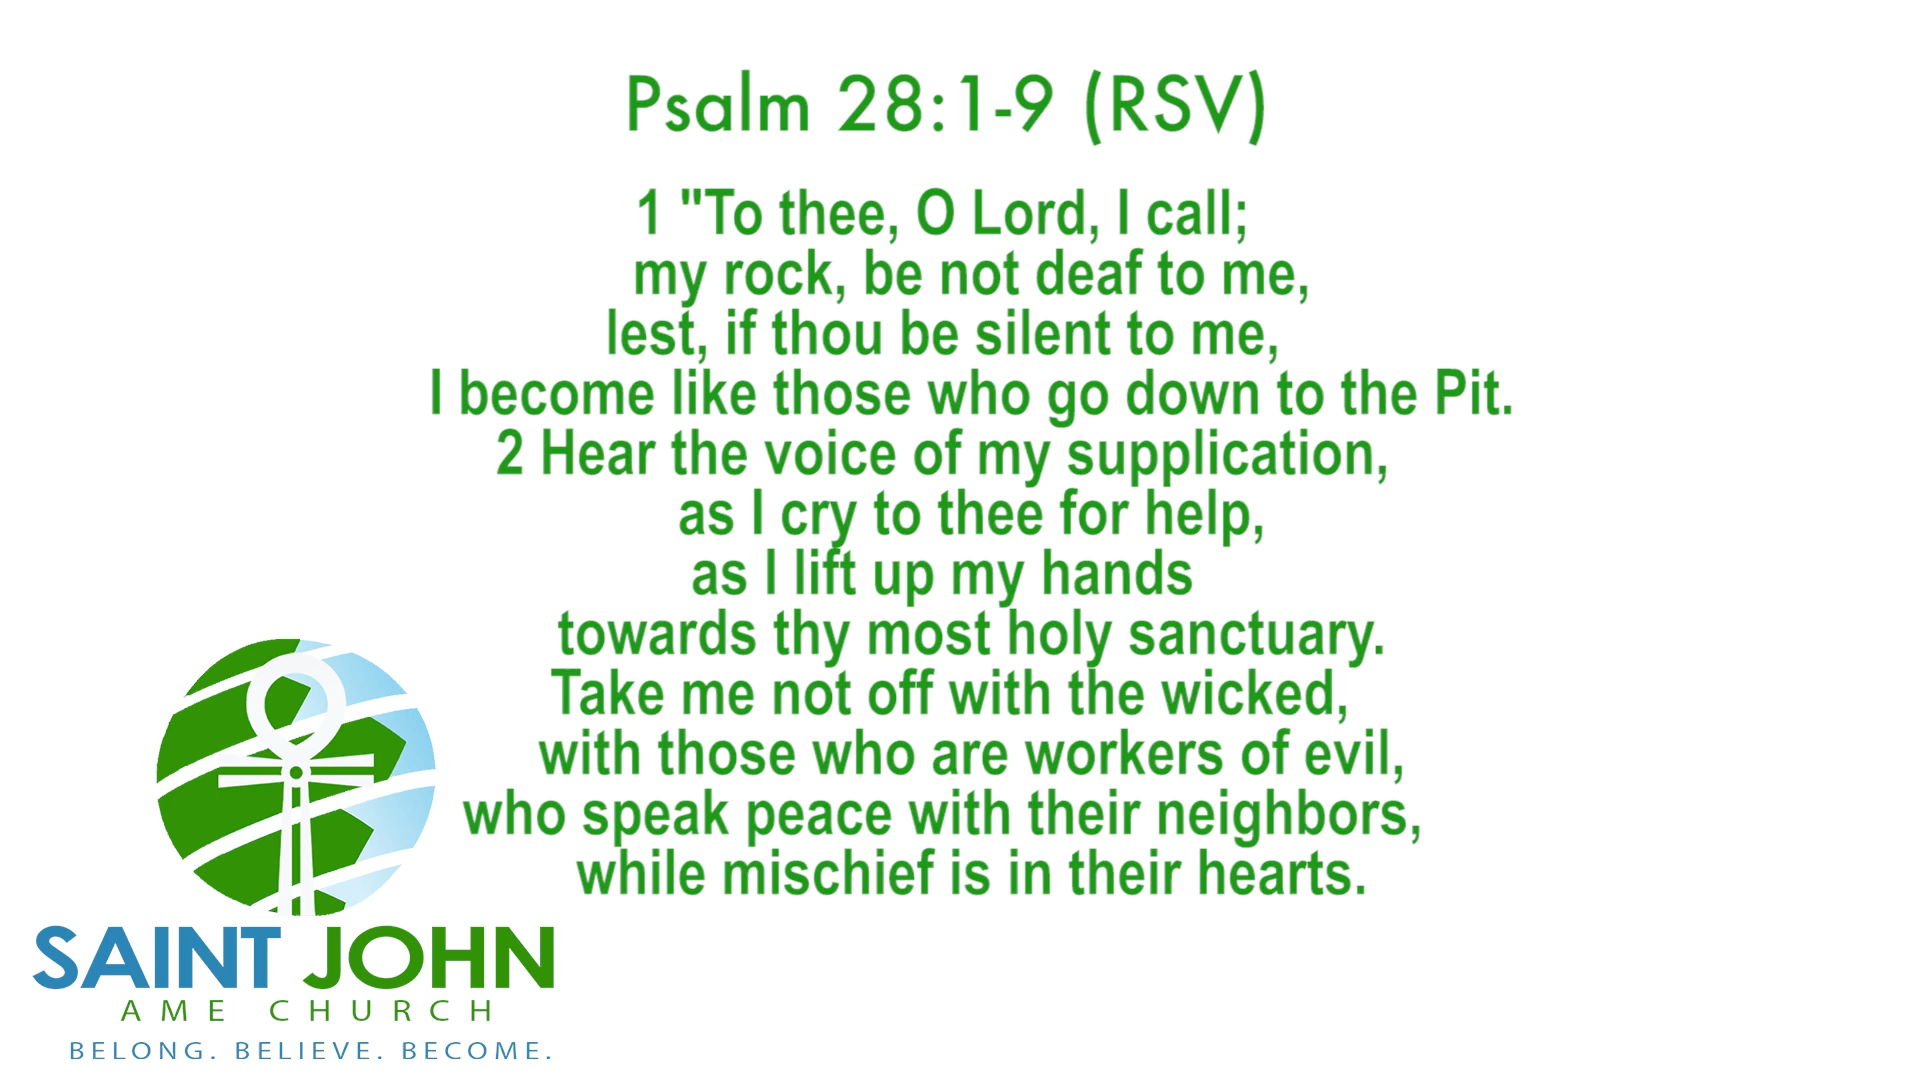 Psalm 28:1-9 (RSV)
1 "To thee, O Lord, I call;
my rock, be not deaf to me,
lest, if thou be silent to me,
I become like those who go down to the Pit.
2 Hear the voice of my supplication,
as I cry to thee for help,
as I lift up my hands
towards thy most holy sanctuary.
Take me not off with the wicked,
with those who are workers of evil,
who speak peace with their neighbors,
while mischief is in their hearts.
SAINT JOHN
AME CHURCH
BELONG. BELIEVE. BECOME.